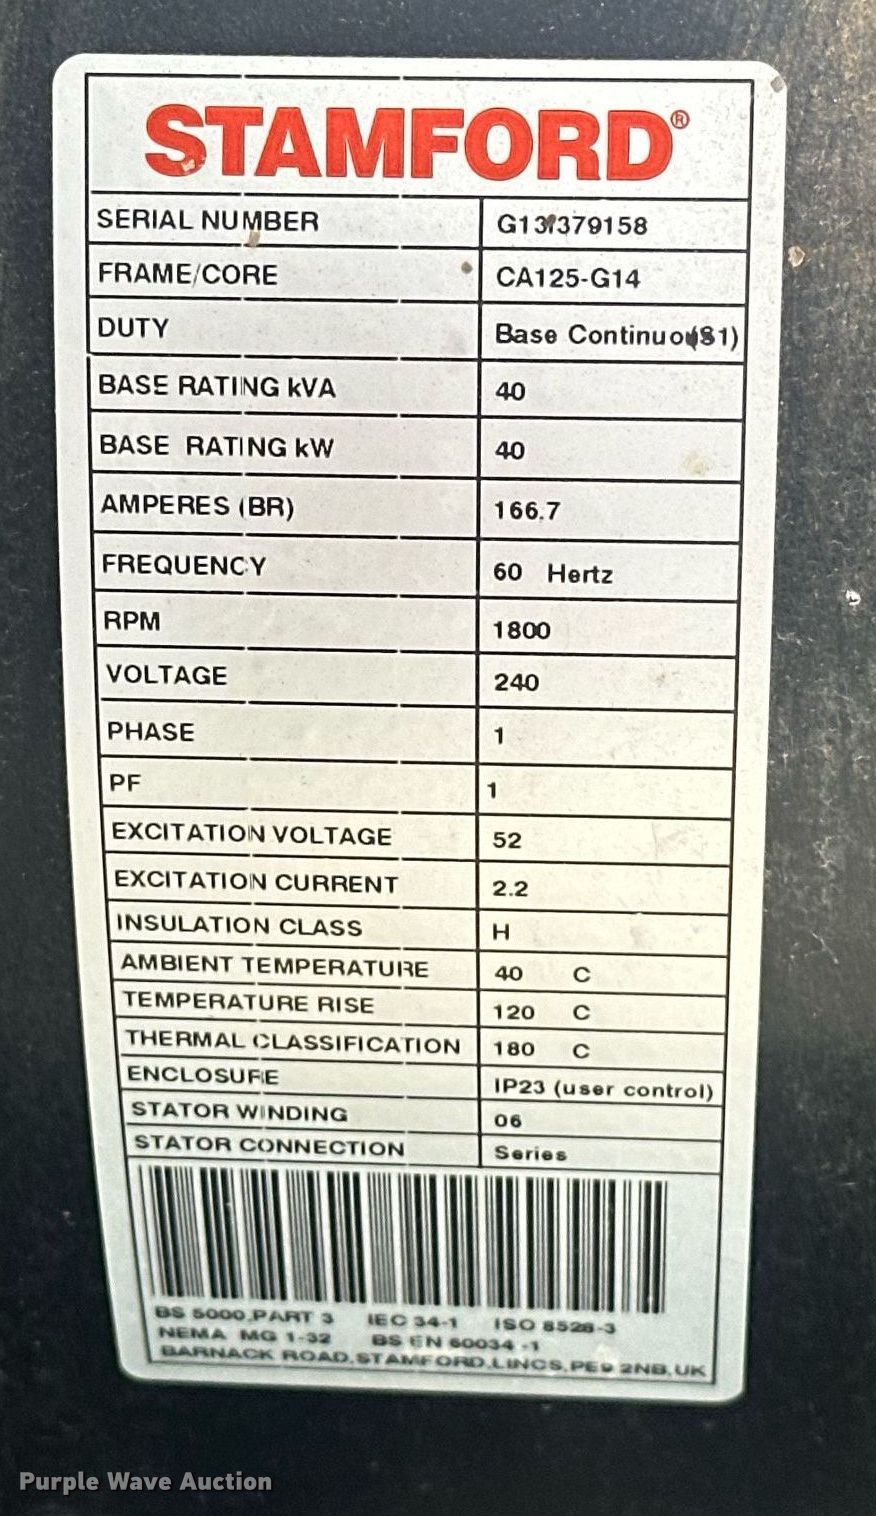 STAMFORD®
SERIAL NUMBER G13I379158
FRAME/CORE CA125-G14
DUTY Base Continuous(S1)
BASE RATING kVA 40
BASE RATING kW 40
AMPERES (BR) 166.7
FREQUENCY 60 Hertz
RPM 1800
VOLTAGE 240
PHASE 1
PF 1
EXCITATION VOLTAGE 52
EXCITATION CURRENT 2.2
INSULATION CLASS H
AMBIENT TEMPERATURE 40 C
TEMPERATURE RISE 120 C
THERMAL CLASSIFICATION 180 C
ENCLOSURE IP23 (user control)
STATOR WINDING 06
STATOR CONNECTION Series
BS 5000,PART 3 IEC 34-1 ISO 8528-3
NEMA MG 1-32 BS EN 60034 -1
BARNACK ROAD,STAMFORD,LINCS,PE9 2NB,UK
Purple Wave Auction